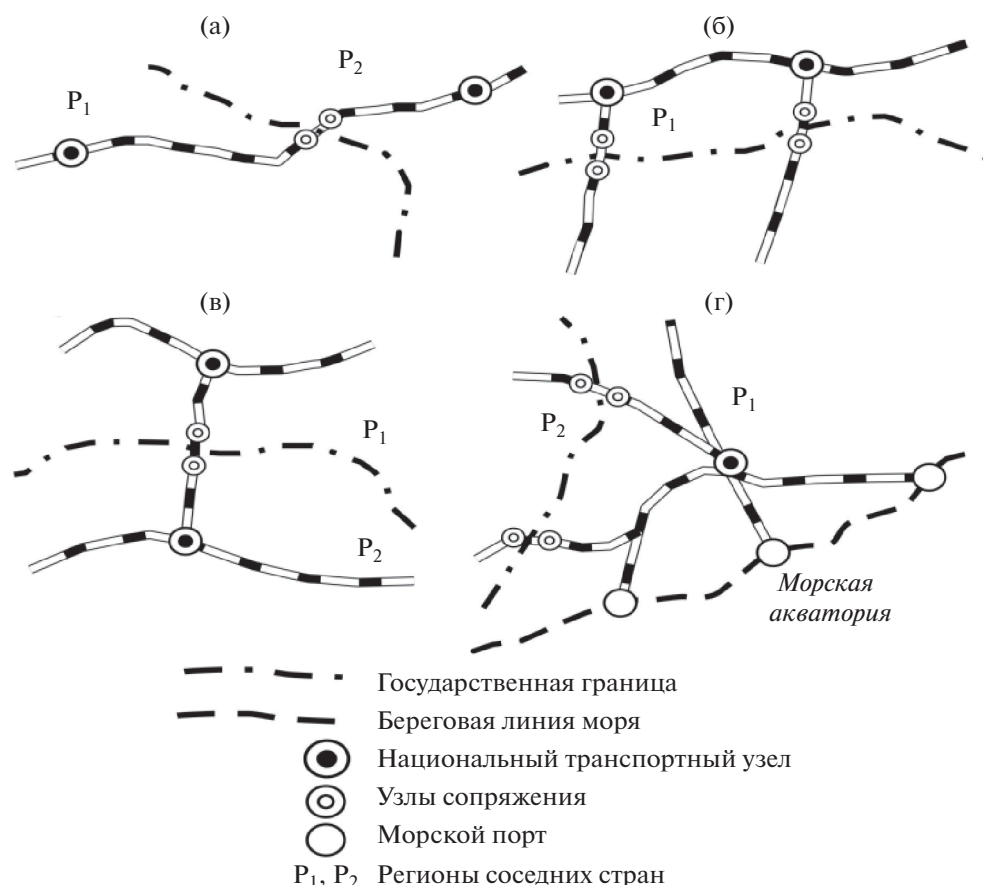 (а)
(б)
P₂
P₁
P₁
(в)
(г)
P₁
P₂
P₁
P₂
Морская
акватория
Государственная граница
Береговая линия моря
Национальный транспортный узел
Узлы сопряжения
Морской порт
P₁, P₂ Регионы соседних стран